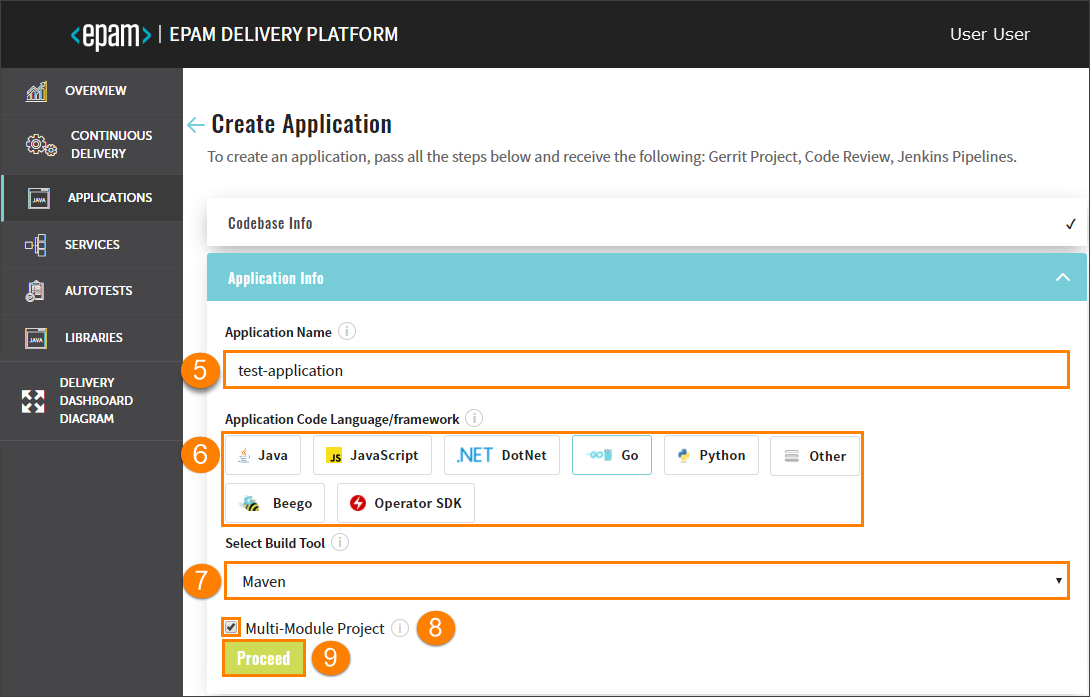 <epam> | EPAM DELIVERY PLATFORM
User User
OVERVIEW
CONTINUOUS
DELIVERY
JAVA APPLICATIONS
SERVICES
AUTOTESTS
JAVA LIBRARIES
DELIVERY
DASHBOARD
DIAGRAM
← Create Application
To create an application, pass all the steps below and receive the following: Gerrit Project, Code Review, Jenkins Pipelines.
Codebase Info ✓
Application Info
Application Name i
5 test-application
Application Code Language/framework i
6 Java JS JavaScript .NET DotNet GO Go Python Other
Beego Operator SDK
Select Build Tool i
7 Maven
Multi-Module Project i 8
Proceed 9